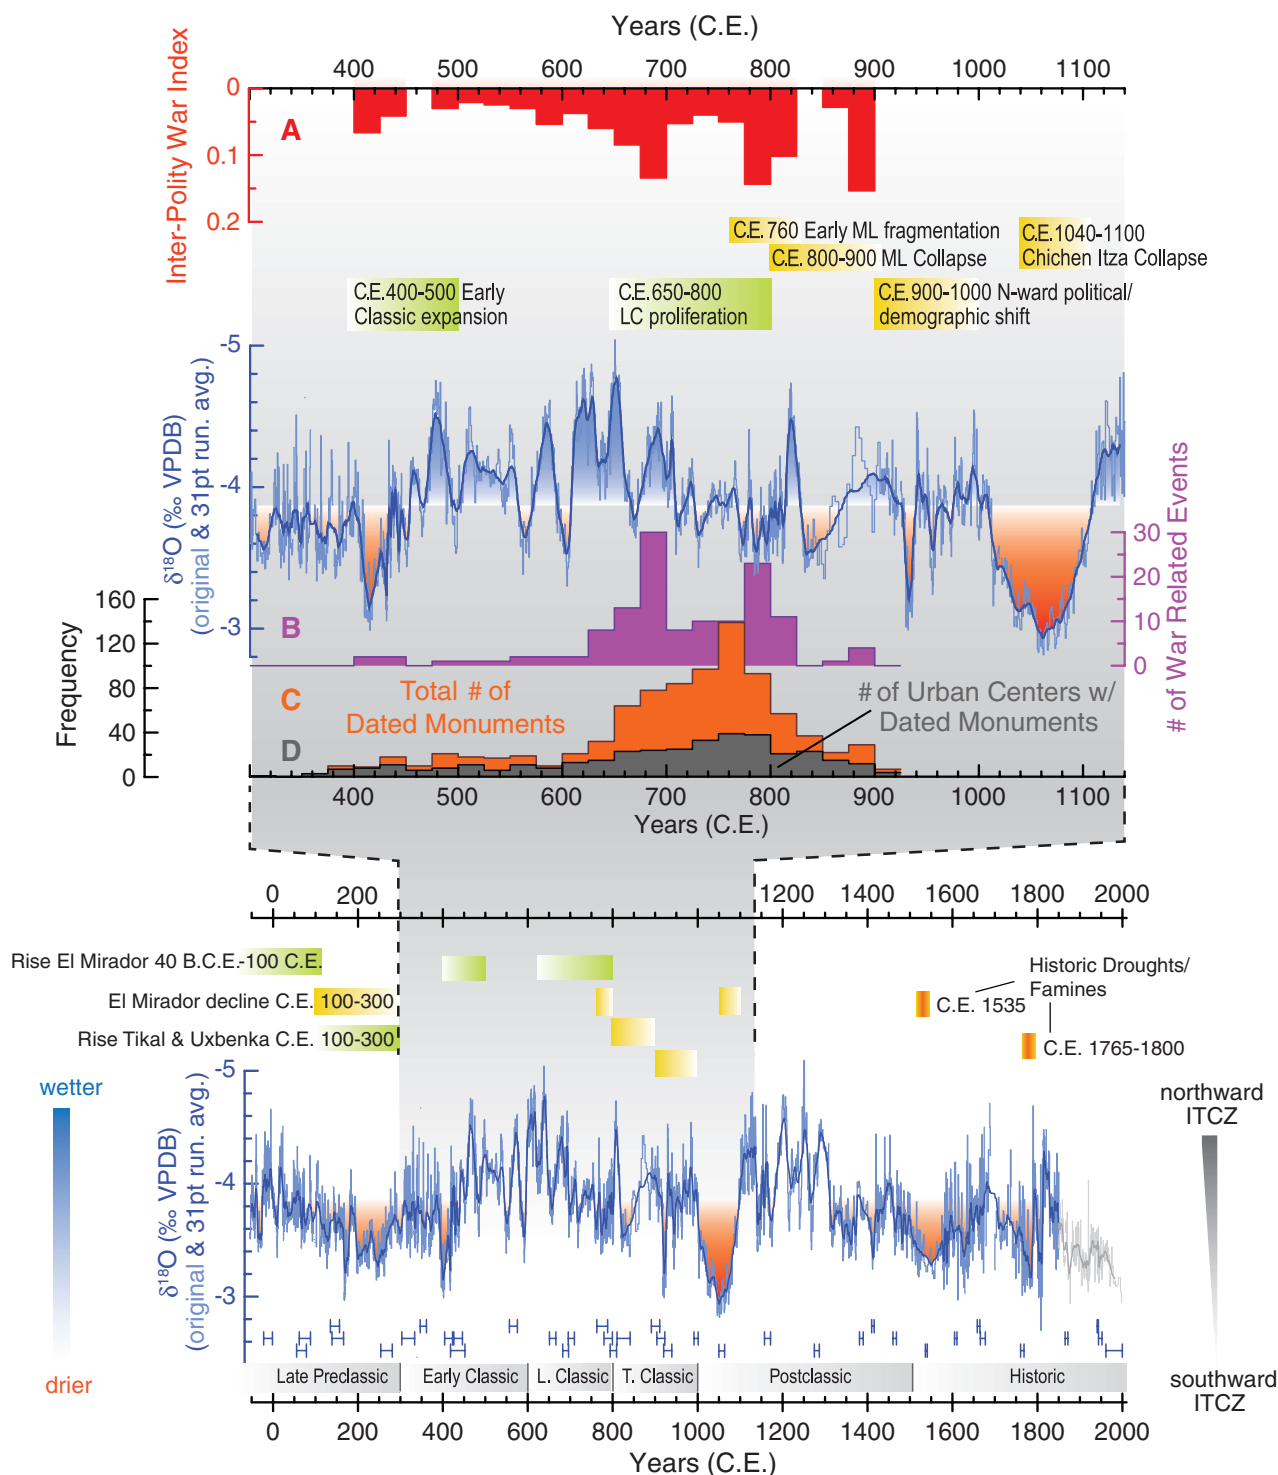 Years (C.E.)
400 500 600 700 800 900 1000 1100
Inter-Polity War Index
0
0.1
0.2
A
C.E. 760 Early ML fragmentation
C.E. 800-900 ML Collapse
C.E. 1040-1100
Chichen Itza Collapse
C.E. 400-500 Early
Classic expansion
C.E. 650-800
LC proliferation
C.E. 900-1000 N-ward political/
demographic shift
δ18O (‰ VPDB)
(original & 31pt run. avg.)
-5
-4
-3
# of War Related Events
30
20
10
0
B
Frequency
160
120
80
40
0
C
Total # of
Dated Monuments
D
# of Urban Centers w/
Dated Monuments
400 500 600 700 800 900 1000 1100
Years (C.E.)
0 200 1200 1400 1600 1800 2000
Rise El Mirador 40 B.C.E.-100 C.E.
El Mirador decline C.E. 100-300
Rise Tikal & Uxbenka C.E. 100-300
Historic Droughts/
Famines
C.E. 1535
C.E. 1765-1800
wetter
drier
δ18O (‰ VPDB)
(original & 31pt run. avg.)
-5
-4
-3
northward
ITCZ
southward
ITCZ
Late Preclassic Early Classic L. Classic T. Classic Postclassic Historic
0 200 400 600 800 1000 1200 1400 1600 1800 2000
Years (C.E.)